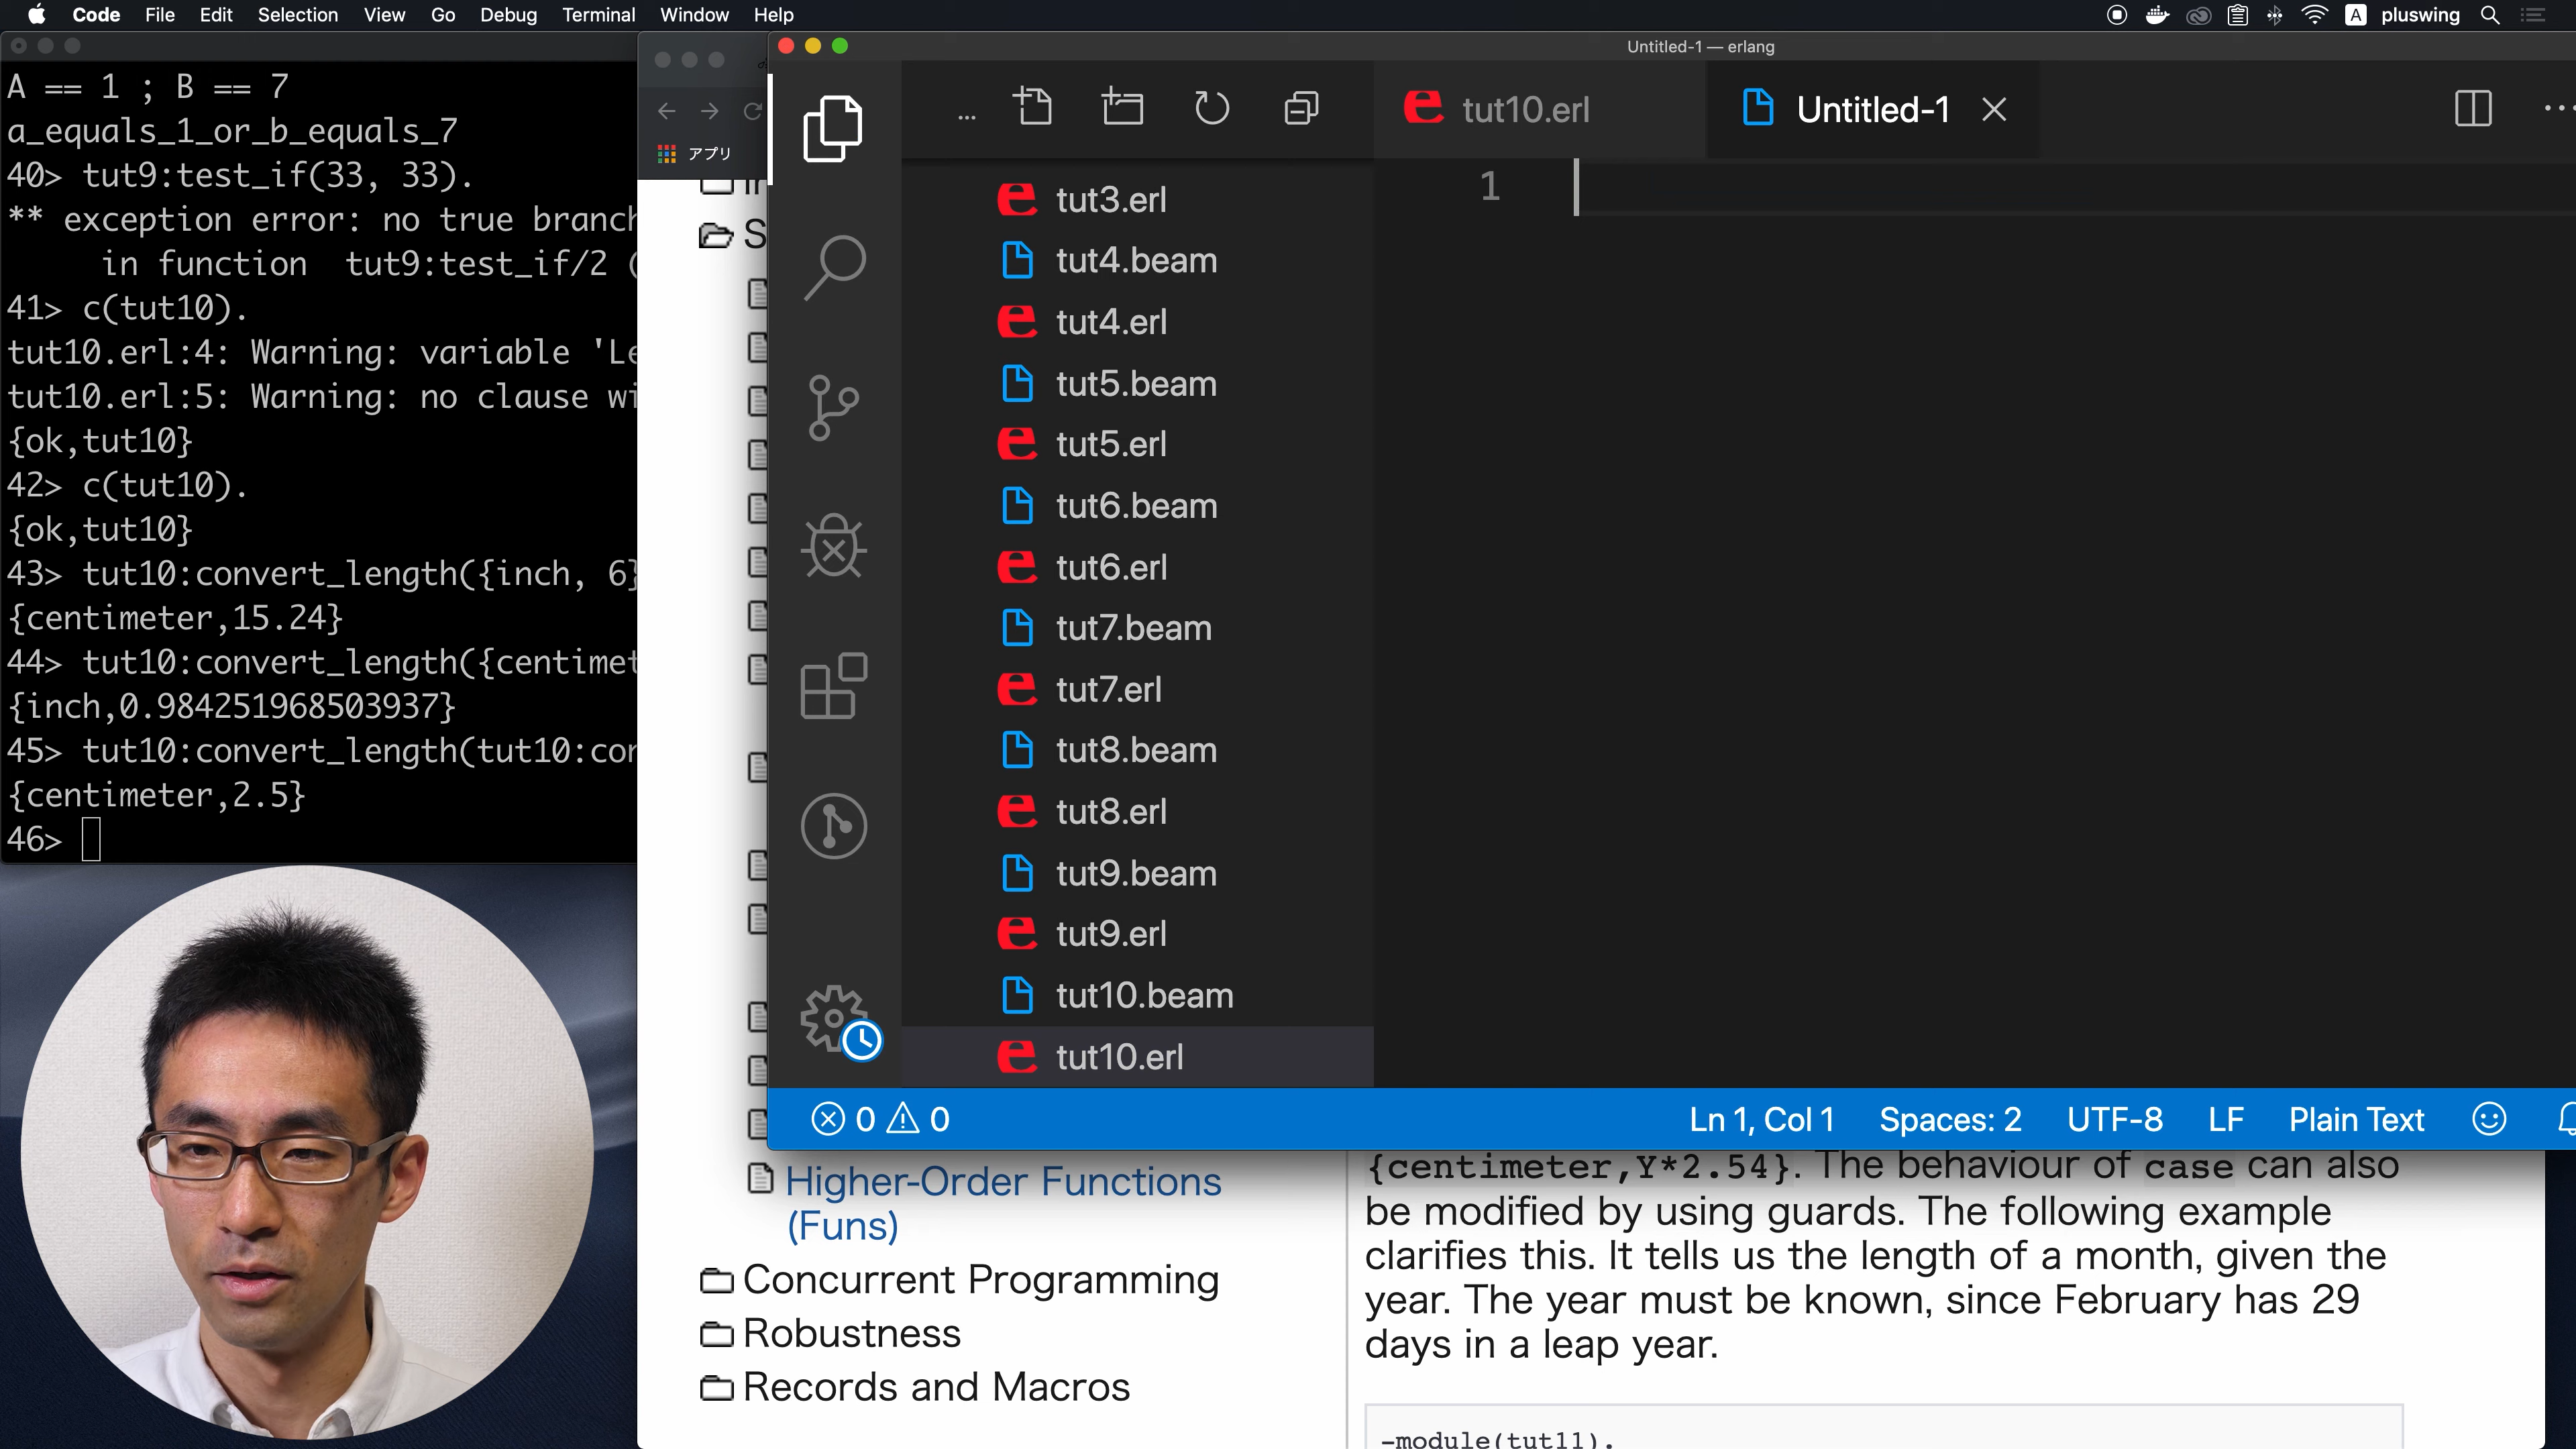 Code File Edit Selection View Go Debug Terminal Window Help
A pluswing
A == 1 ; B == 7
a_equals_1_or_b_equals_7
40> tut9:test_if(33, 33).
** exception error: no true branch
in function tut9:test_if/2 (
41> c(tut10).
tut10.erl:4: Warning: variable 'Le
tut10.erl:5: Warning: no clause wi
{ok,tut10}
42> c(tut10).
{ok,tut10}
43> tut10:convert_length({inch, 6}
{centimeter,15.24}
44> tut10:convert_length({centimet
{inch,0.984251968503937}
45> tut10:convert_length(tut10:con
{centimeter,2.5}
46>
アプリ
S
Untitled-1 — erlang
...
tut10.erl
Untitled-1
1
tut3.erl
tut4.beam
tut4.erl
tut5.beam
tut5.erl
tut6.beam
tut6.erl
tut7.beam
tut7.erl
tut8.beam
tut8.erl
tut9.beam
tut9.erl
tut10.beam
tut10.erl
0 0
Ln 1, Col 1 Spaces: 2 UTF-8 LF Plain Text
Higher-Order Functions
(Funs)
Concurrent Programming
Robustness
Records and Macros
{centimeter,Y*2.54}. The behaviour of case can also
be modified by using guards. The following example
clarifies this. It tells us the length of a month, given the
year. The year must be known, since February has 29
days in a leap year.
-module(tut11).